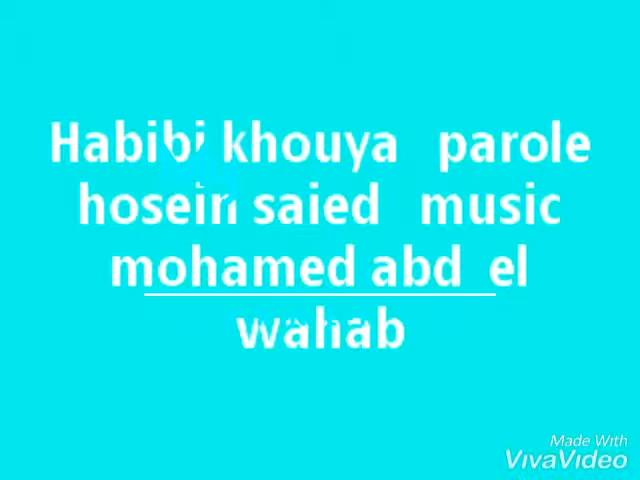 Habibi khouya parole
hosein saied music
mohamed abd el
wahab
Made With
VivaVideo